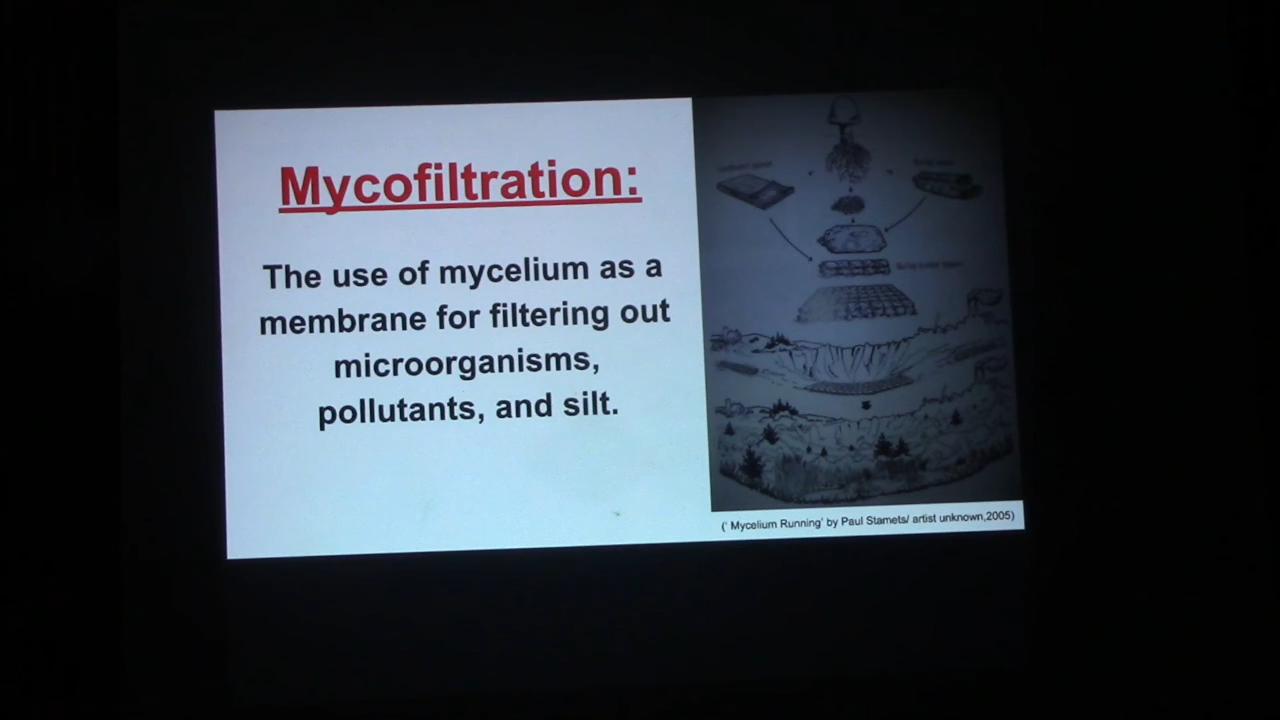 Mycofiltration:
The use of mycelium as a
membrane for filtering out
microorganisms,
pollutants, and silt.
(‘ Mycelium Running’ by Paul Stamets/ artist unknown,2005)